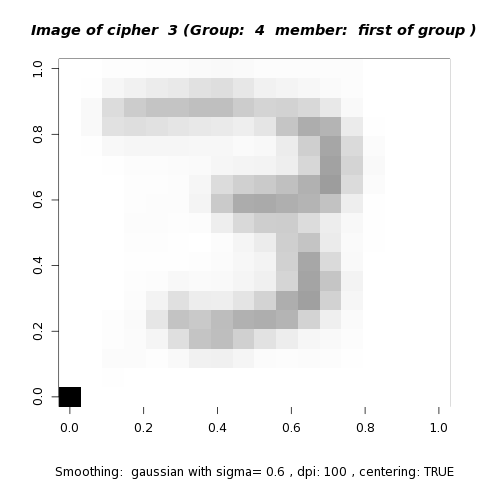 Image of cipher  3 (Group:  4  member:  first of group )
1.0
0.8
0.6
0.4
0.2
0.0
0.0 0.2 0.4 0.6 0.8 1.0
Smoothing:  gaussian with sigma= 0.6 , dpi: 100 , centering: TRUE